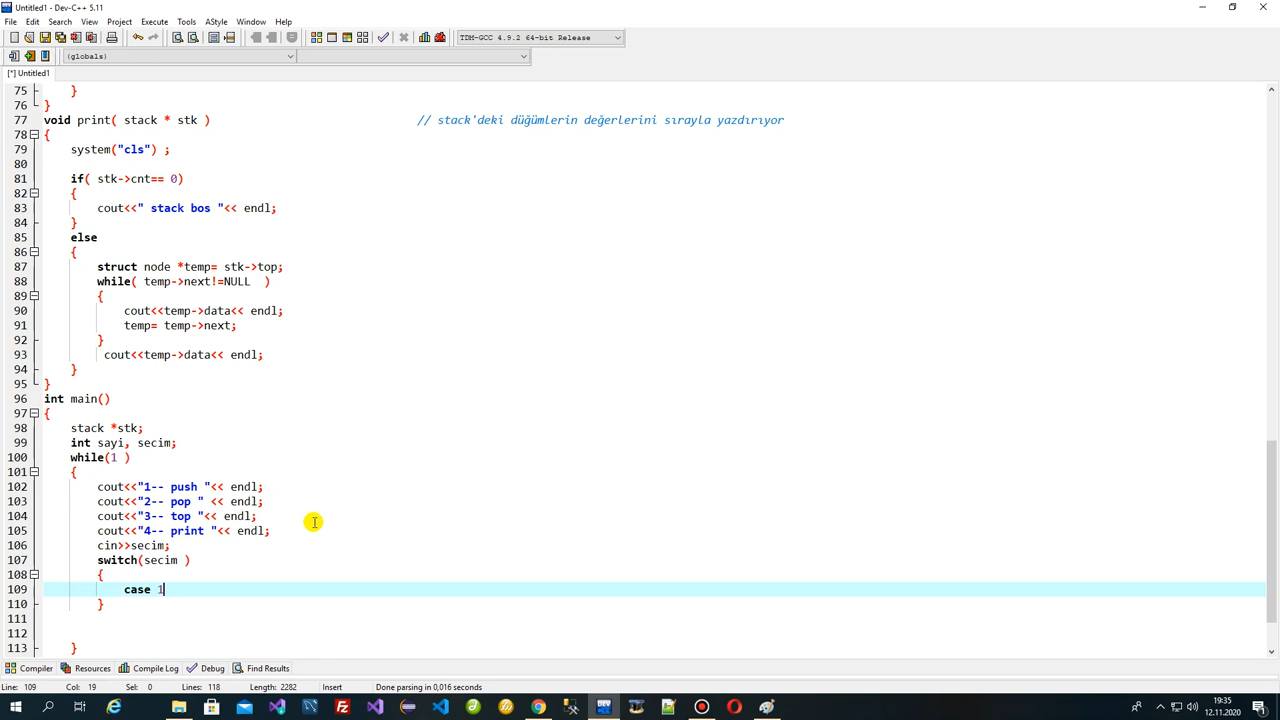 Untitled1 - Dev-C++ 5.11
File Edit Search View Project Execute Tools AStyle Window Help
TDM-GCC 4.9.2 64-bit Release
(globals)
[*] Untitled1
75 }
76 }
77 void print( stack * stk ) // stack'deki düğümlerin değerlerini sırayla yazdırıyor
78 {
79 system("cls") ;
80
81 if( stk->cnt== 0)
82 {
83 cout<<" stack bos "<< endl;
84 }
85 else
86 {
87 struct node *temp= stk->top;
88 while( temp->next!=NULL )
89 {
90 cout<<temp->data<< endl;
91 temp= temp->next;
92 }
93 cout<<temp->data<< endl;
94 }
95 }
96 int main()
97 {
98 stack *stk;
99 int sayi, secim;
100 while(1 )
101 {
102 cout<<"1-- push "<< endl;
103 cout<<"2-- pop " << endl;
104 cout<<"3-- top "<< endl;
105 cout<<"4-- print "<< endl;
106 cin>>secim;
107 switch(secim )
108 {
109 case 1
110 }
111
112
113 }
Compiler Resources Compile Log Debug Find Results
Line: 109 Col: 19 Sel: 0 Lines: 118 Length: 2282 Insert Done parsing in 0,016 seconds
19:35
12.11.2020